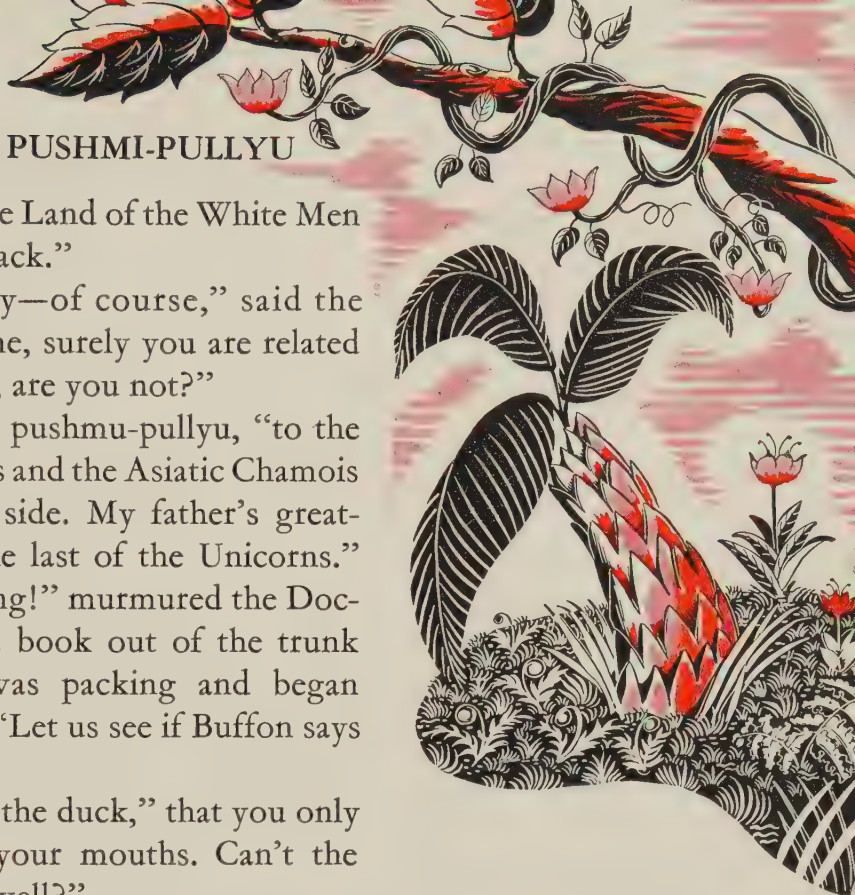 PUSHMI-PULLYU
e Land of the White Men
ack.”
y—of course,” said the
ne, surely you are related
, are you not?”
pushmu-pullyu, “to the
s and the Asiatic Chamois
side. My father’s great-
e last of the Unicorns.”
ng!” murmured the Doc-
book out of the trunk
was packing and began
“Let us see if Buffon says
the duck,” that you only
your mouths. Can’t the